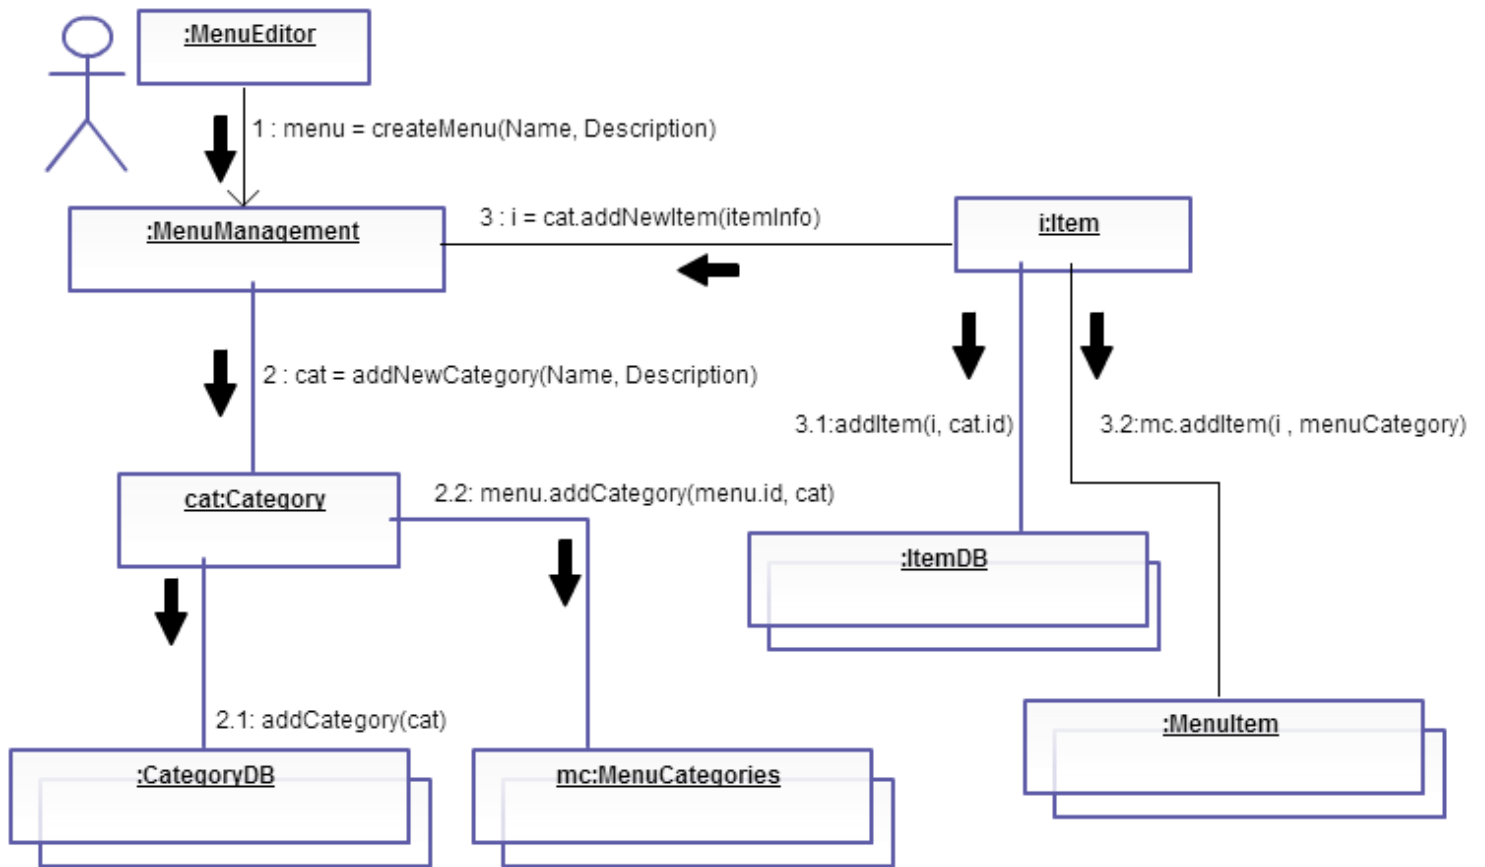 :MenuEditor
1 : menu = createMenu(Name, Description)
:MenuManagement
3 : i = cat.addNewItem(itemInfo)
i:Item
2 : cat = addNewCategory(Name, Description)
3.1:addItem(i, cat.id)
3.2:mc.addItem(i , menuCategory)
cat:Category
2.2: menu.addCategory(menu.id, cat)
:ItemDB
2.1: addCategory(cat)
:MenuItem
:CategoryDB
mc:MenuCategories